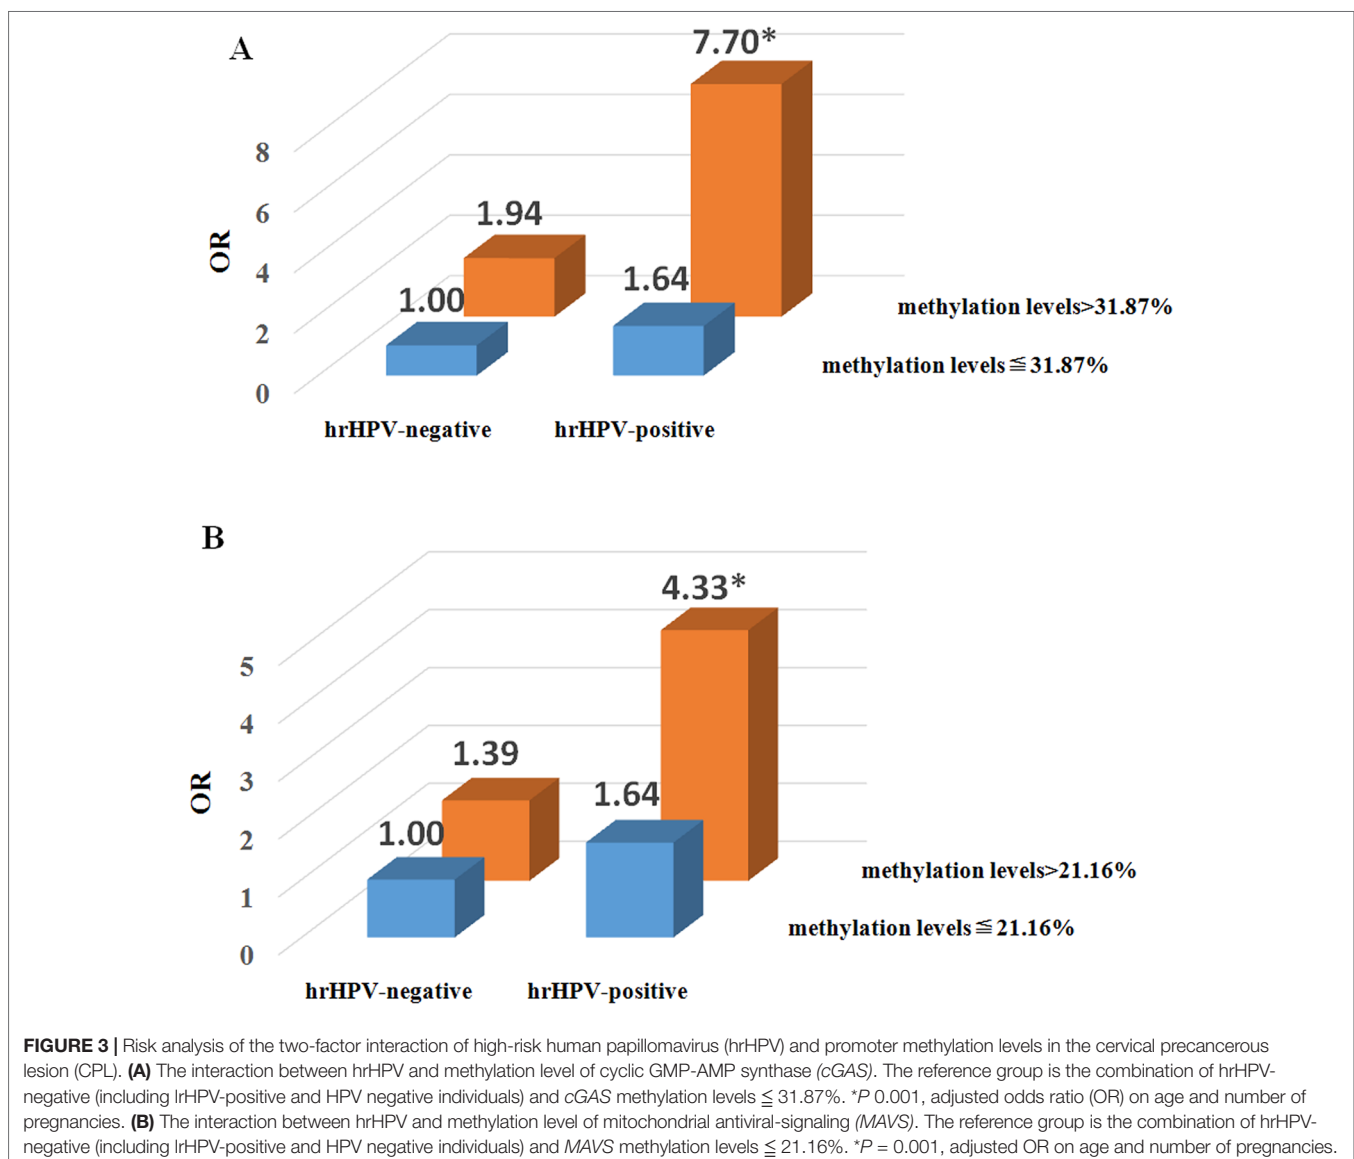 A
7.70*
8
1.94
6
OR
4
1.64
1.00
methylation levels>31.87%
2
methylation levels≦31.87%
0
hrHPV-negative hrHPV-positive
B
4.33*
5
4
1.39
3
OR
1.64
2
1.00
methylation levels>21.16%
1
methylation levels≦21.16%
0
hrHPV-negative hrHPV-positive
FIGURE 3 | Risk analysis of the two-factor interaction of high-risk human papillomavirus (hrHPV) and promoter methylation levels in the cervical precancerous
lesion (CPL). (A) The interaction between hrHPV and methylation level of cyclic GMP-AMP synthase (cGAS). The reference group is the combination of hrHPV-
negative (including lrHPV-positive and HPV negative individuals) and cGAS methylation levels ≦ 31.87%. *P 0.001, adjusted odds ratio (OR) on age and number of
pregnancies. (B) The interaction between hrHPV and methylation level of mitochondrial antiviral-signaling (MAVS). The reference group is the combination of hrHPV-
negative (including lrHPV-positive and HPV negative individuals) and MAVS methylation levels ≦ 21.16%. *P = 0.001, adjusted OR on age and number of pregnancies.